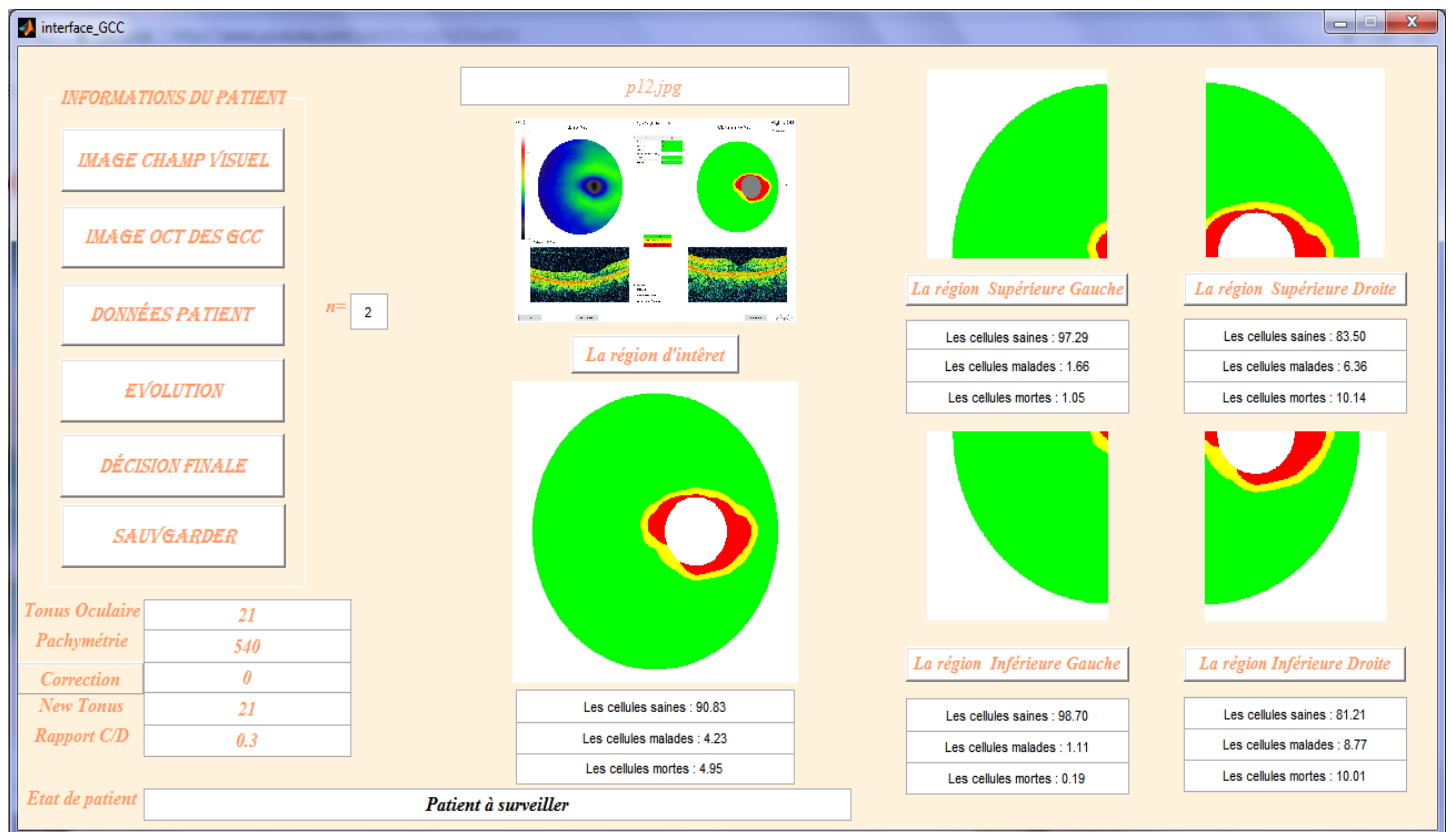 interface_GCC
INFORMATIONS DU PATIENT
IMAGE CHAMP VISUEL
IMAGE OCT DES GCC
DONNÉES PATIENT
EVOLUTION
DÉCISION FINALE
SAUVGARDER
n=
2
Tonus Oculaire
21
Pachymétrie
540
Correction
0
New Tonus
21
Rapport C/D
0.3
Etat de patient
Patient à surveiller
p12.jpg
La région d'intêret
Les cellules saines : 90.83
Les cellules malades : 4.23
Les cellules mortes : 4.95
La région Supérieure Gauche
Les cellules saines : 97.29
Les cellules malades : 1.66
Les cellules mortes : 1.05
La région Supérieure Droite
Les cellules saines : 83.50
Les cellules malades : 6.36
Les cellules mortes : 10.14
La région Inférieure Gauche
Les cellules saines : 98.70
Les cellules malades : 1.11
Les cellules mortes : 0.19
La région Inférieure Droite
Les cellules saines : 81.21
Les cellules malades : 8.77
Les cellules mortes : 10.01